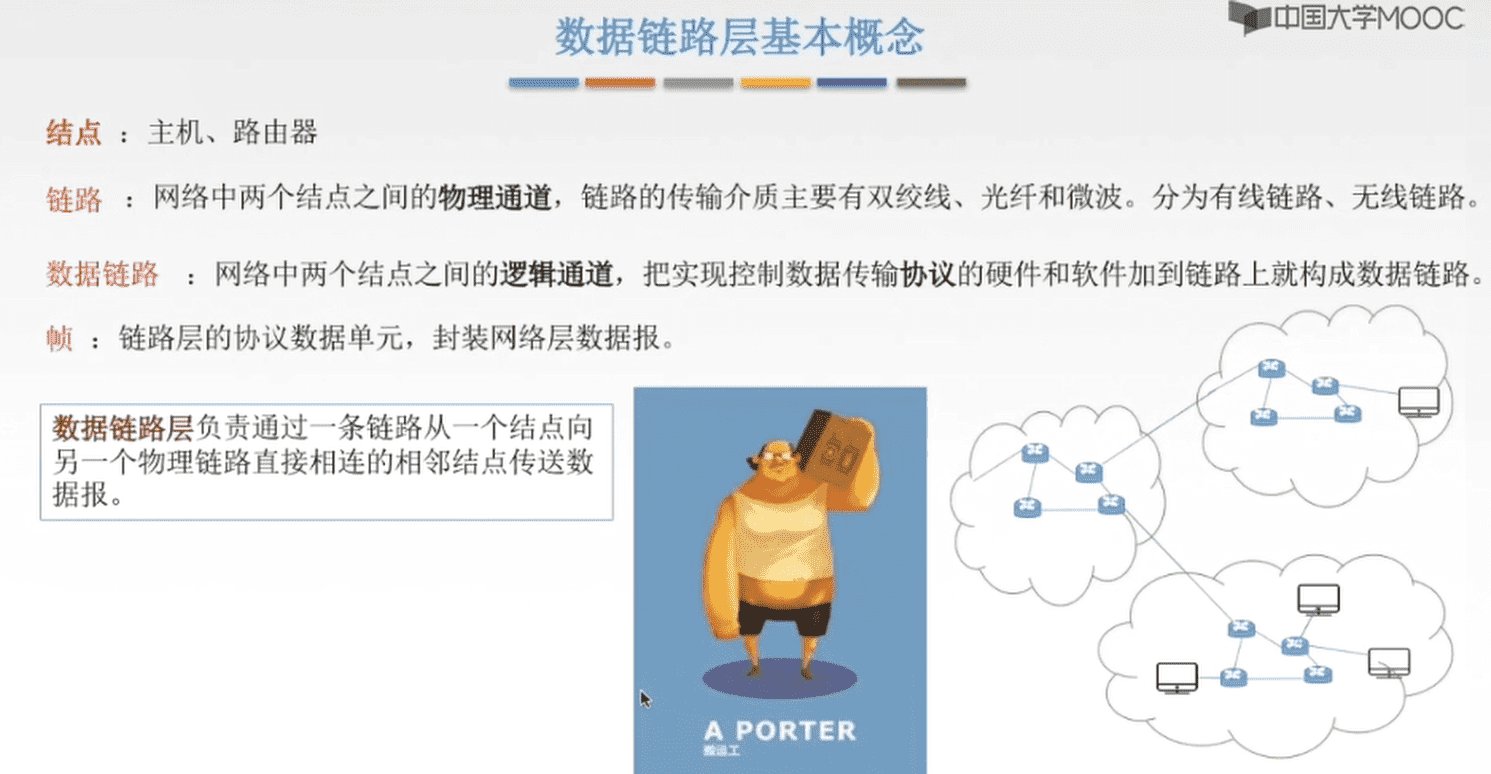 中国大学MOOC
数据链路层基本概念
结点 ：主机、路由器
链路 ：网络中两个结点之间的物理通道，链路的传输介质主要有双绞线、光纤和微波。分为有线链路、无线链路。
数据链路 ：网络中两个结点之间的逻辑通道，把实现控制数据传输协议的硬件和软件加到链路上就构成数据链路。
帧 ：链路层的协议数据单元，封装网络层数据报。
数据链路层负责通过一条链路从一个结点向
另一个物理链路直接相连的相邻结点传送数
据报。
A PORTER
搬运工